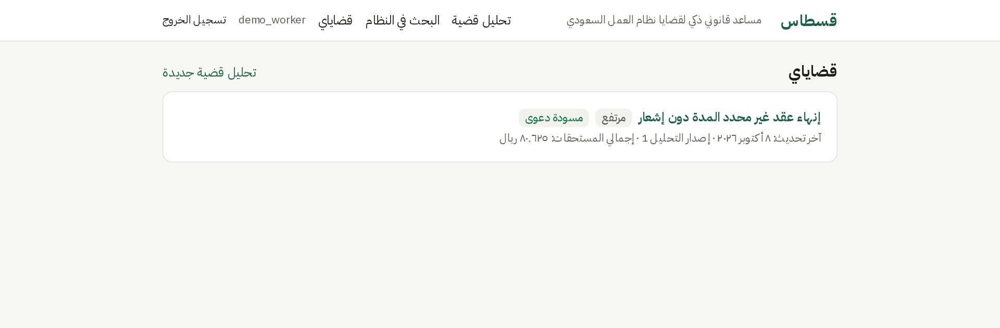 قسطاس
مساعد قانوني ذكي لقضايا نظام العمل السعودي
تحليل قضية
البحث في النظام
قضاياي
demo_worker
تسجيل الخروج
قضاياي
تحليل قضية جديدة
إنهاء عقد غير محدد المدة دون إشعار مرتفع مسودة دعوى
آخر تحديث: ٨ أكتوبر ٢٠٢٦ · إصدار التحليل 1 · إجمالي المستحقات: ٨٠٬٦٢٥ ريال